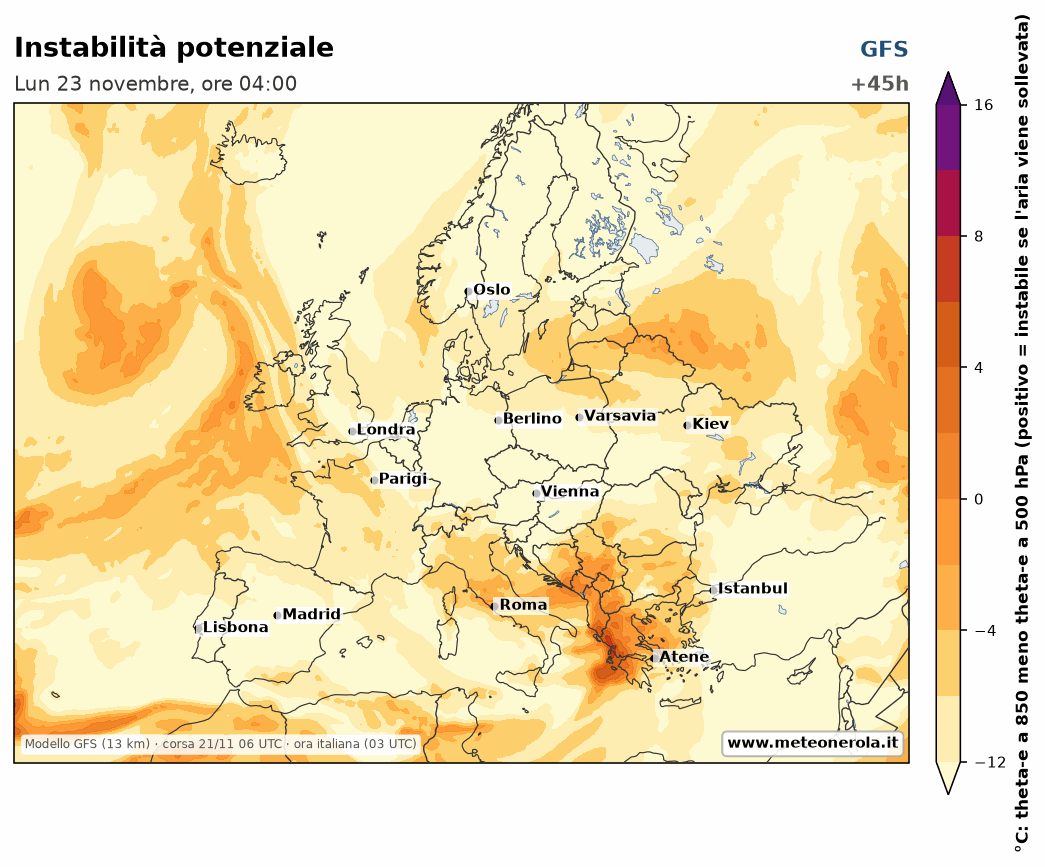 Instabilità potenziale
GFS
Lun 23 novembre, ore 04:00
+45h
Oslo
Berlino
Varsavia
Kiev
Londra
Parigi
Vienna
Istanbul
Roma
Madrid
Lisbona
Atene
Modello GFS (13 km) · corsa 21/11 06 UTC · ora italiana (03 UTC)
www.meteonerola.it
16
8
4
0
−4
−12
°C: theta-e a 850 meno theta-e a 500 hPa (positivo = instabile se l'aria viene sollevata)